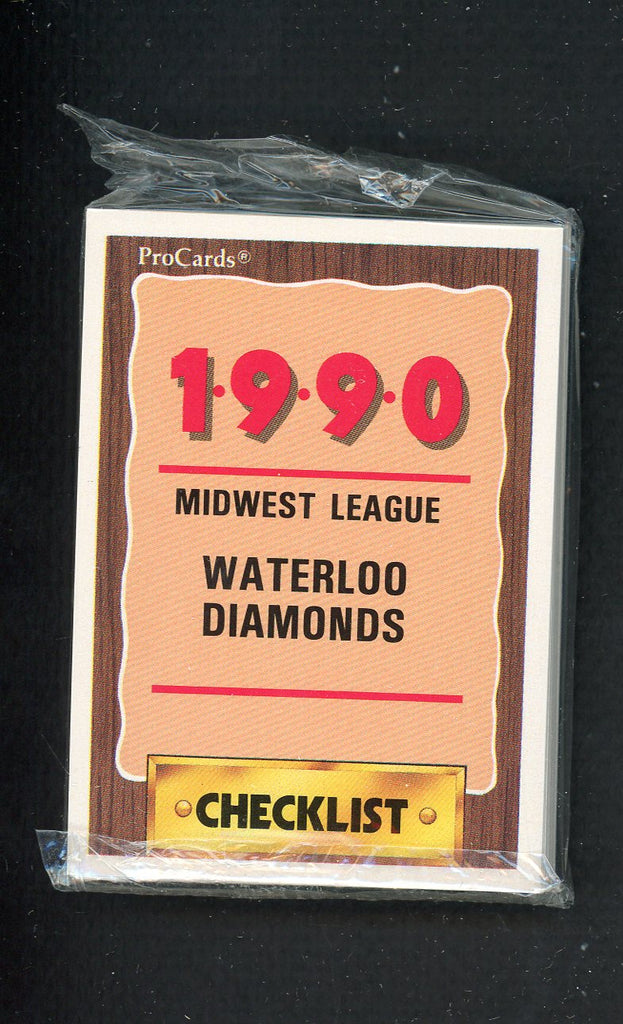 ProCards®
1·9·9·0
MIDWEST LEAGUE
WATERLOO
DIAMONDS
CHECKLIST